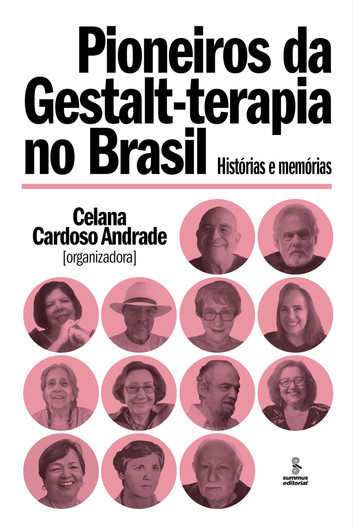 Pioneiros da
Gestalt-terapia
no Brasil Histórias e memórias
Celana
Cardoso Andrade
[organizadora]
summus
editorial